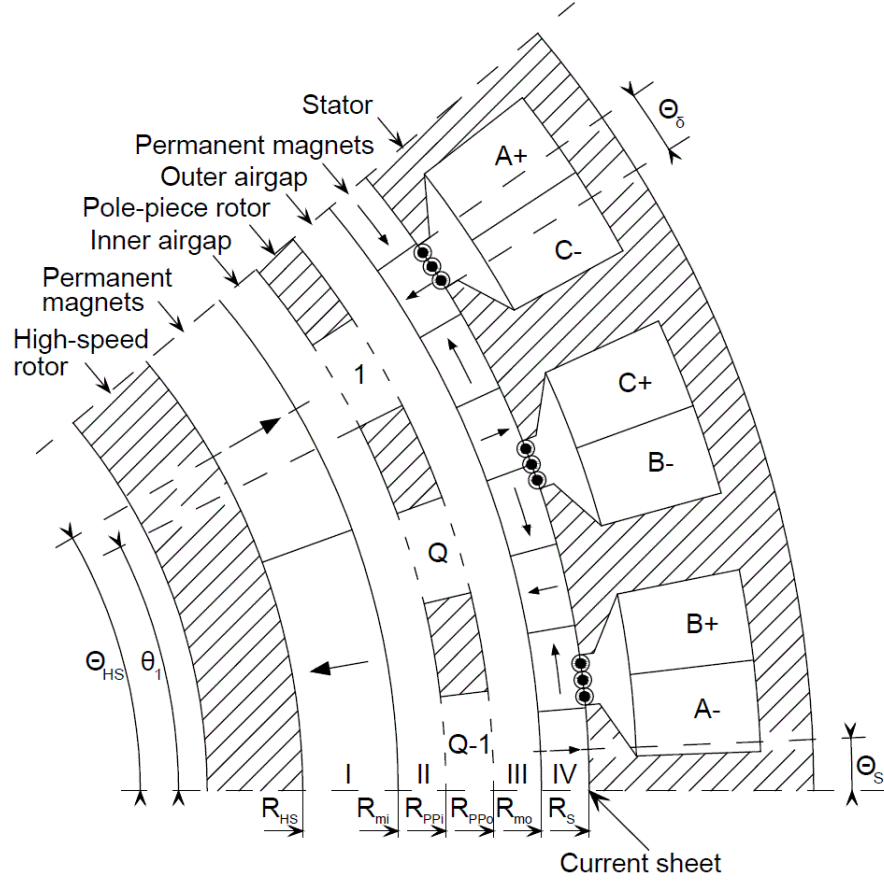 Stator
Permanent magnets
Outer airgap
Pole-piece rotor
Inner airgap
Permanent
magnets
High-speed
rotor
Θδ
A+
C-
C+
B-
B+
A-
1
Q
Q-1
ΘHS
θ1
ΘS
I II III IV
RHS Rmi RPPi RPPo Rmo RS
Current sheet